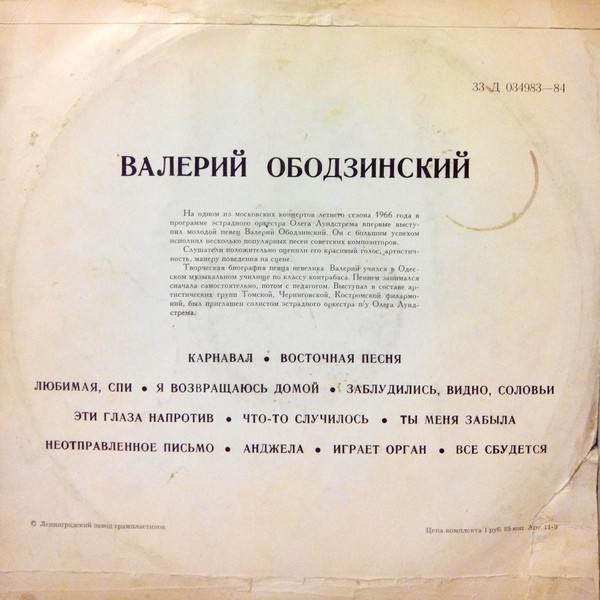 33 Д 034983—84
ВАЛЕРИЙ ОБОДЗИНСКИЙ
На одном из московских концертов летнего сезона 1966 года в
программе эстрадного оркестра Олега Лундстрема впервые высту-
пил молодой певец Валерий Ободзинский. Он с большим успехом
исполнил несколько популярных песен советских композиторов.
Слушатели положительно оценили его красивый голос, артистич-
ность, манеру поведения на сцене.
Творческая биография певца невелика. Валерий учился в Одес-
ском музыкальном училище по классу контрабаса. Пением занимался
сначала самостоятельно, потом с педагогом. Выступал в составе ар-
тистических групп Томской, Черниговской, Костромской филармо-
ний, был приглашен солистом эстрадного оркестра п/у Олега Лунд-
стрема.
КАРНАВАЛ • ВОСТОЧНАЯ ПЕСНЯ
ЛЮБИМАЯ, СПИ • Я ВОЗВРАЩАЮСЬ ДОМОЙ • ЗАБЛУДИЛИСЬ, ВИДНО, СОЛОВЬИ
ЭТИ ГЛАЗА НАПРОТИВ • ЧТО-ТО СЛУЧИЛОСЬ • ТЫ МЕНЯ ЗАБЫЛА
НЕОТПРАВЛЕННОЕ ПИСЬМО • АНДЖЕЛА • ИГРАЕТ ОРГАН • ВСЕ СБУДЕТСЯ
© Ленинградский завод грампластинок
Цена комплекта 1 руб. 85 коп. Арт. 11-9